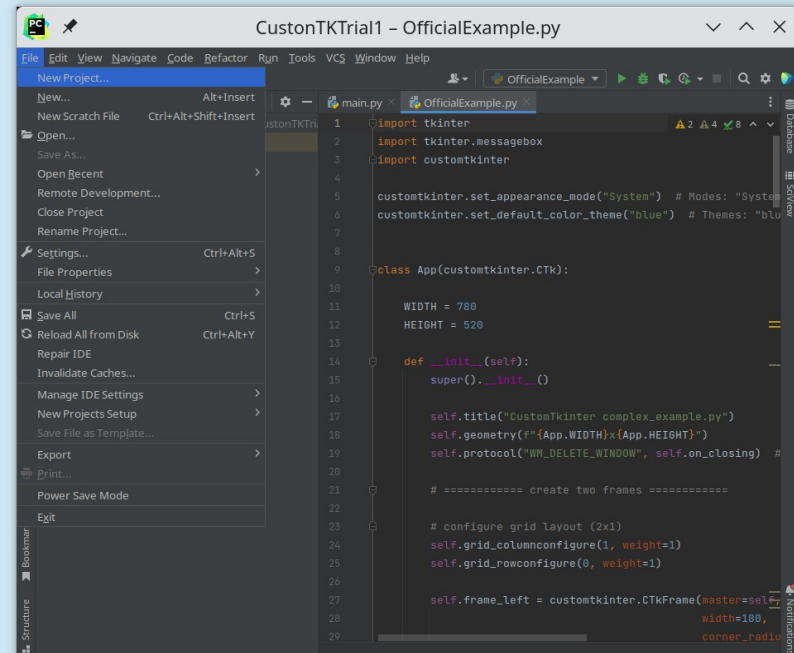 PC
CustonTKTrial1 – OfficialExample.py
File Edit View Navigate Code Refactor Run Tools VCS Window Help
OfficialExample
New Project...
New... Alt+Insert
New Scratch File Ctrl+Alt+Shift+Insert
Open...
Save As...
Open Recent
Remote Development...
Close Project
Rename Project...
Settings... Ctrl+Alt+S
File Properties
Local History
Save All Ctrl+S
Reload All from Disk Ctrl+Alt+Y
Repair IDE
Invalidate Caches...
Manage IDE Settings
New Projects Setup
Save File as Template...
Export
Print...
Power Save Mode
Exit
Bookmar
Structure
main.py OfficialExample.py
2 4 8
1 import tkinter
2 import tkinter.messagebox
3 import customtkinter
4
5 customtkinter.set_appearance_mode("System") # Modes: "System
6 customtkinter.set_default_color_theme("blue") # Themes: "blu
7
8
9 class App(customtkinter.CTk):
10
11 WIDTH = 780
12 HEIGHT = 520
13
14 def __init__(self):
15 super().__init__()
16
17 self.title("CustomTkinter complex_example.py")
18 self.geometry(f"{App.WIDTH}x{App.HEIGHT}")
19 self.protocol("WM_DELETE_WINDOW", self.on_closing) #
20
21 # ============ create two frames ============
22
23 # configure grid layout (2x1)
24 self.grid_columnconfigure(1, weight=1)
25 self.grid_rowconfigure(0, weight=1)
26
27 self.frame_left = customtkinter.CTkFrame(master=self,
28 width=180,
29 corner_radiu
Database
SciView
Notifications